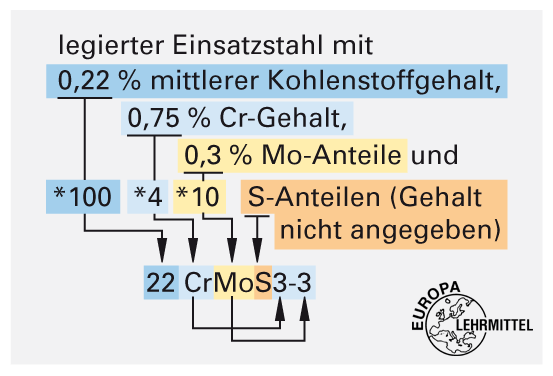 legierter Einsatzstahl mit
0,22 % mittlerer Kohlenstoffgehalt,
0,75 % Cr-Gehalt,
0,3 % Mo-Anteile und
*100 *4 *10 S-Anteilen (Gehalt
nicht angegeben)
22 CrMoS3-3
EUROPA
LEHRMITTEL